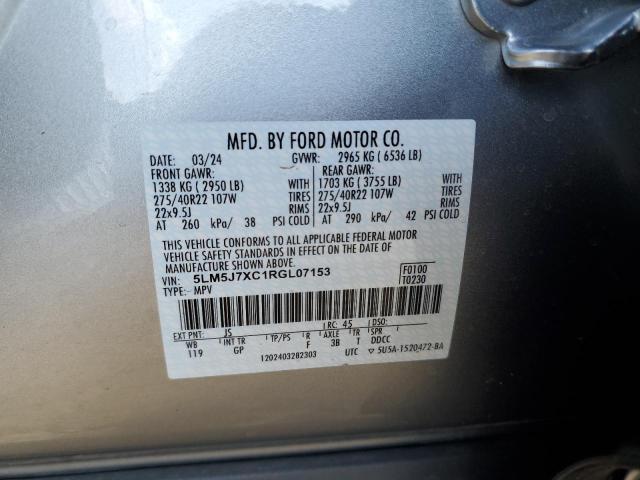 MFD. BY FORD MOTOR CO.
DATE: 03/24 GVWR: 2965 KG ( 6536 LB)
FRONT GAWR: REAR GAWR:
1338 KG ( 2950 LB) WITH 1703 KG ( 3755 LB) WITH
275/40R22 107W TIRES 275/40R22 107W TIRES
22x9.5J RIMS 22x9.5J RIMS
AT 260 kPa/ 38 PSI COLD AT 290 kPa/ 42 PSI COLD
THIS VEHICLE CONFORMS TO ALL APPLICABLE FEDERAL MOTOR
VEHICLE SAFETY STANDARDS IN EFFECT ON THE DATE OF
MANUFACTURE SHOWN ABOVE.
VIN: 5LM5J7XC1RGL07153 F0100
TYPE: MPV T0230
EXT PNT: JS RC: 45 DSO:
WB INT TR TP/PS R AXLE TR SPR
119 GP F 3B T DDCC
1202403282303 UTC ▽ 5U5A-1520472-BA